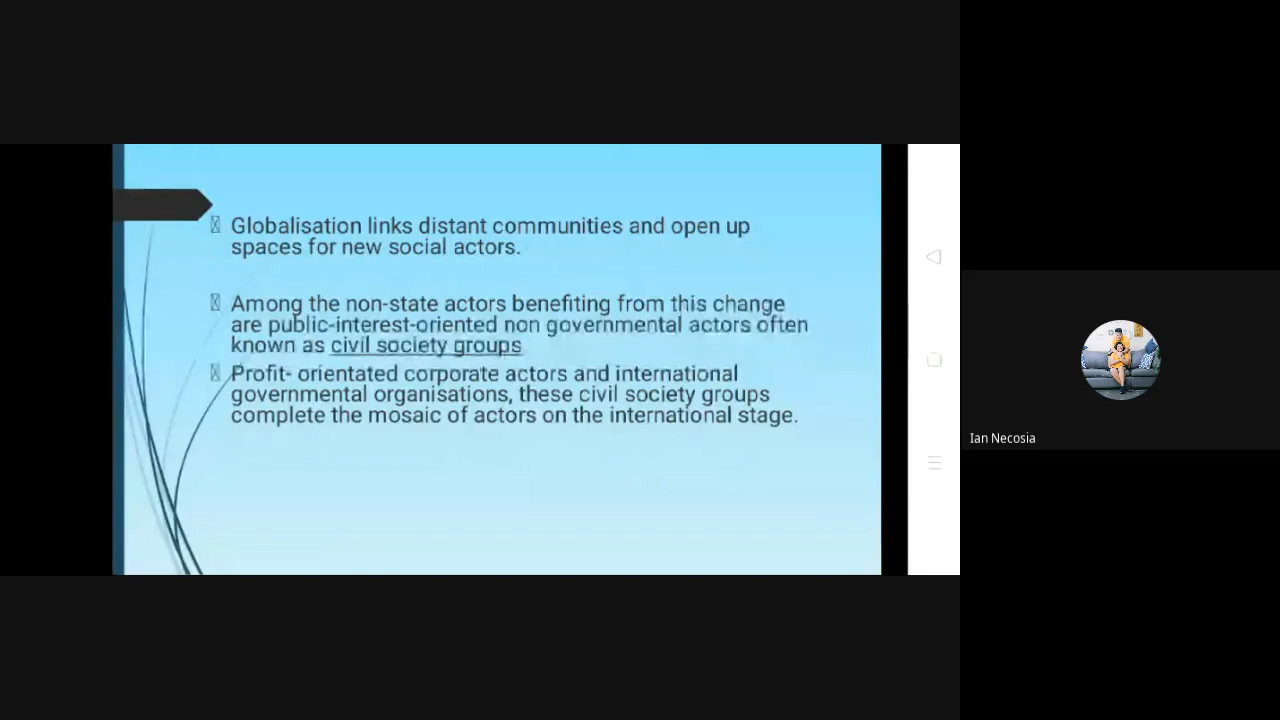 Globalisation links distant communities and open up
spaces for new social actors.
Among the non-state actors benefiting from this change
are public-interest-oriented non governmental actors often
known as civil society groups
Profit- orientated corporate actors and international
governmental organisations, these civil society groups
complete the mosaic of actors on the international stage.
Ian Necosia